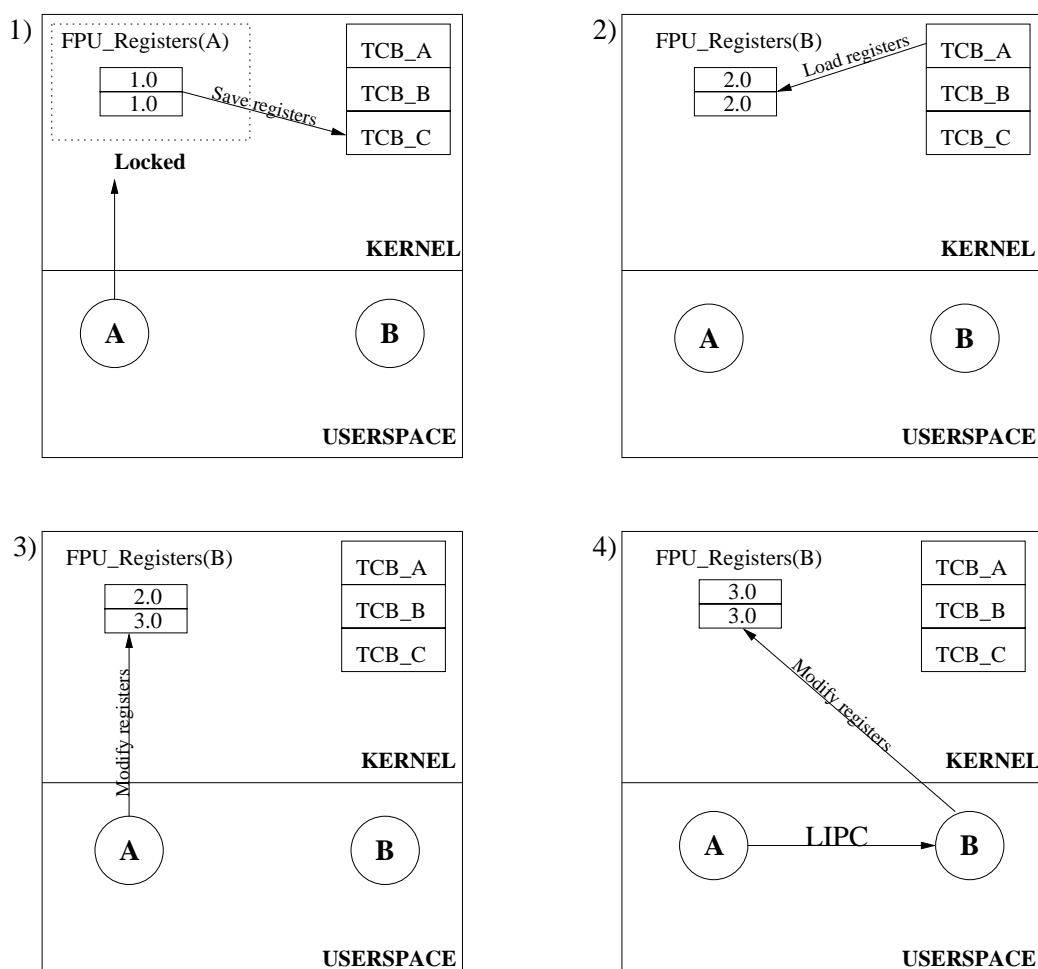 1)
FPU_Registers(A)
1.0
1.0
Save registers
TCB_A
TCB_B
TCB_C
Locked
KERNEL
A
B
USERSPACE
2)
FPU_Registers(B)
2.0
2.0
Load registers
TCB_A
TCB_B
TCB_C
KERNEL
A
B
USERSPACE
3)
FPU_Registers(B)
2.0
3.0
TCB_A
TCB_B
TCB_C
Modify registers
KERNEL
A
B
USERSPACE
4)
FPU_Registers(B)
3.0
3.0
TCB_A
TCB_B
TCB_C
Modify registers
KERNEL
A
LIPC
B
USERSPACE